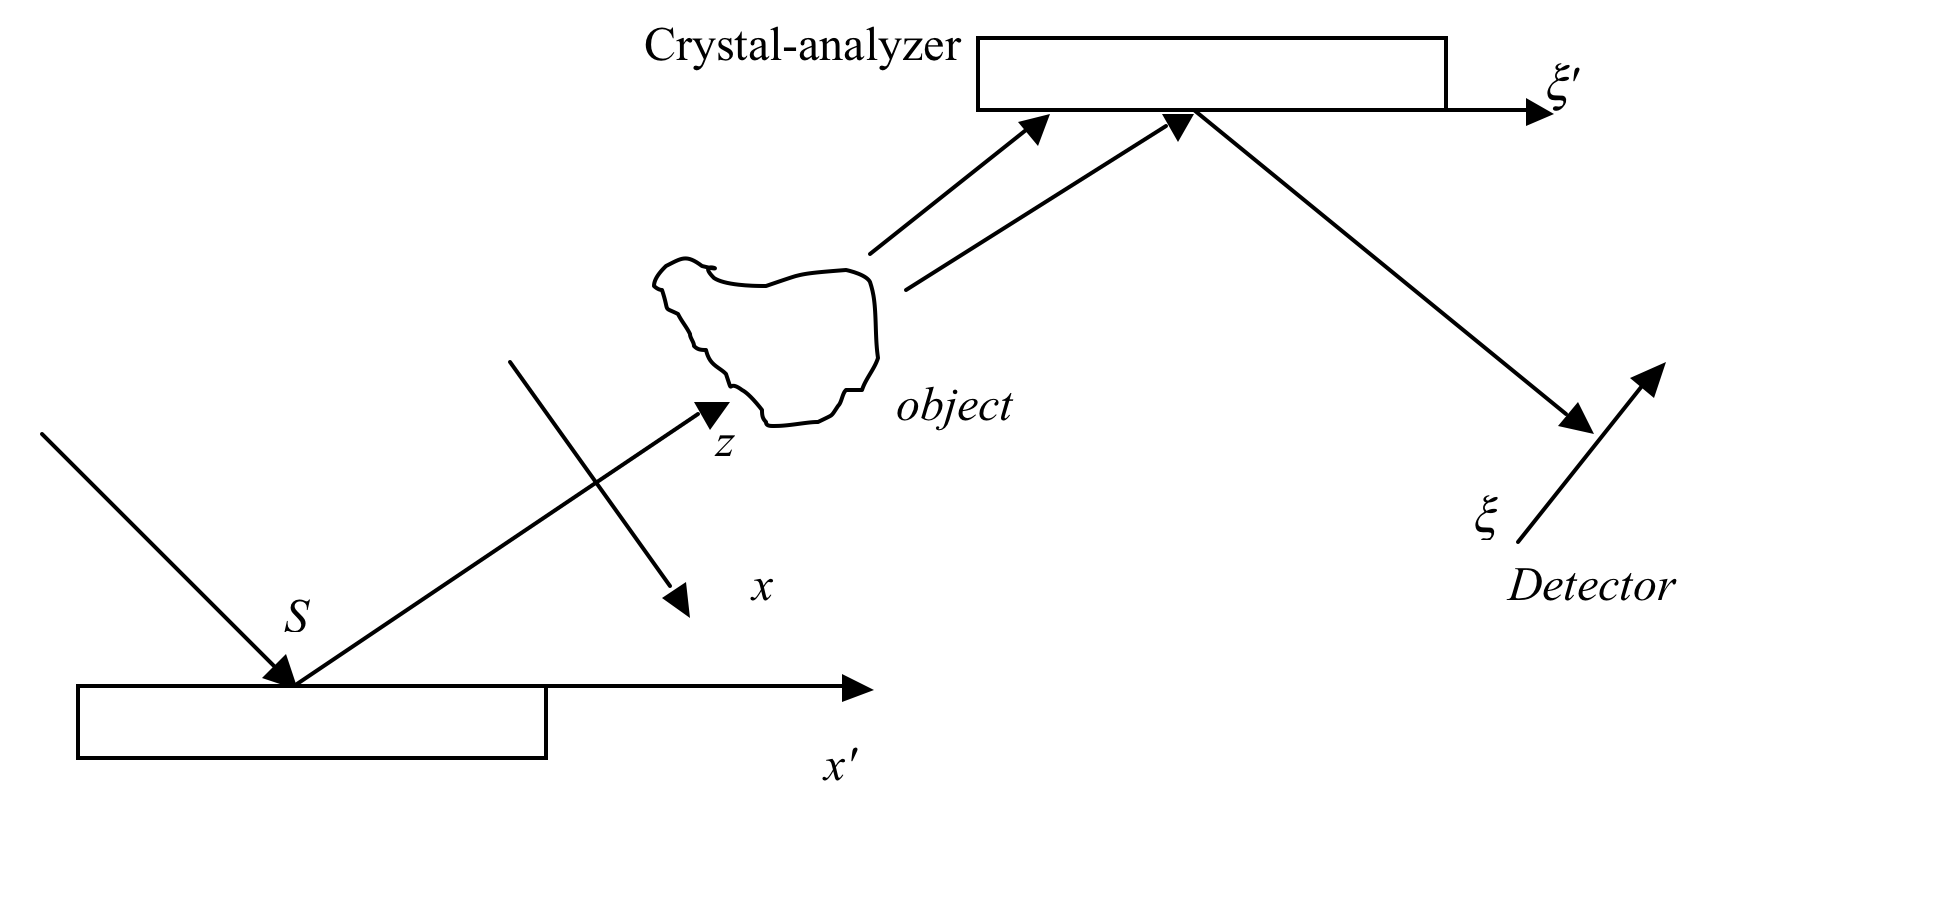 Crystal-analyzer
ξ′
object
z
ξ
x
Detector
S
x′